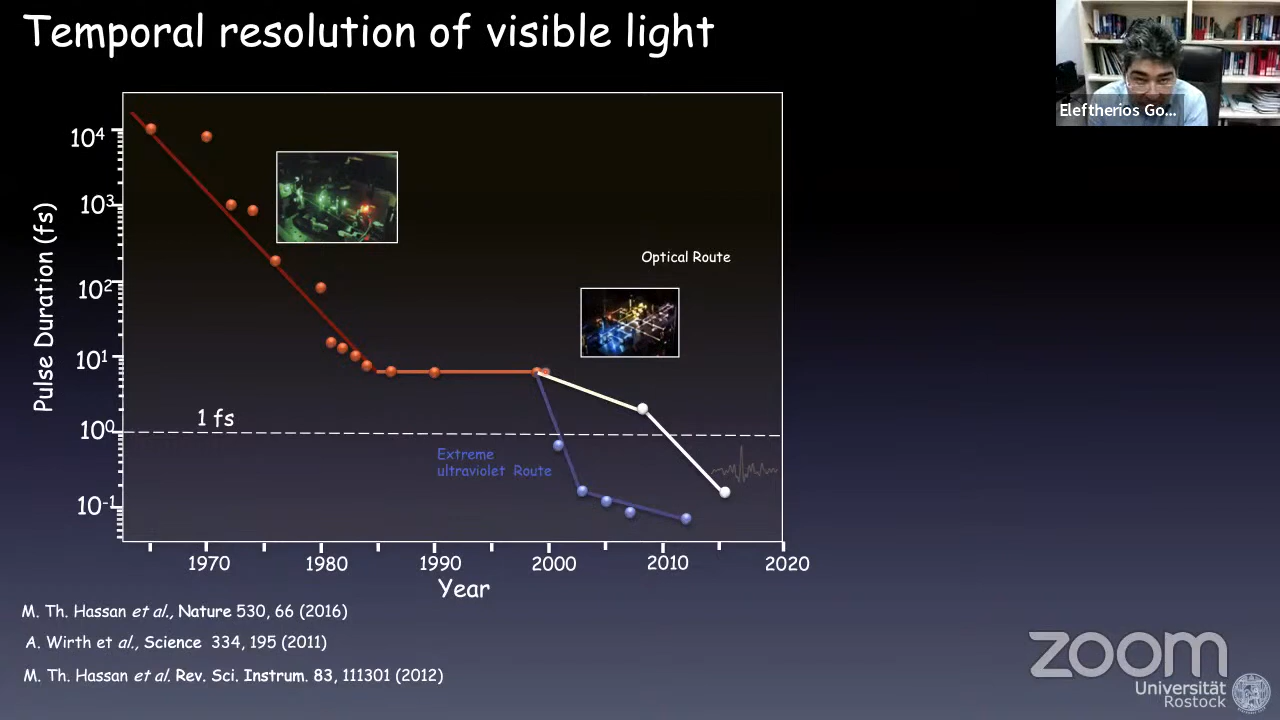 Temporal resolution of visible light
Eleftherios Go...
10⁴
10³
10²
10¹
10⁰
10⁻¹
Pulse Duration (fs)
Optical Route
1 fs
Extreme
ultraviolet Route
1970 1980 1990 2000 2010 2020
Year
M. Th. Hassan et al., Nature 530, 66 (2016)
A. Wirth et al., Science 334, 195 (2011)
M. Th. Hassan et al. Rev. Sci. Instrum. 83, 111301 (2012)
zoom
Universität
Rostock